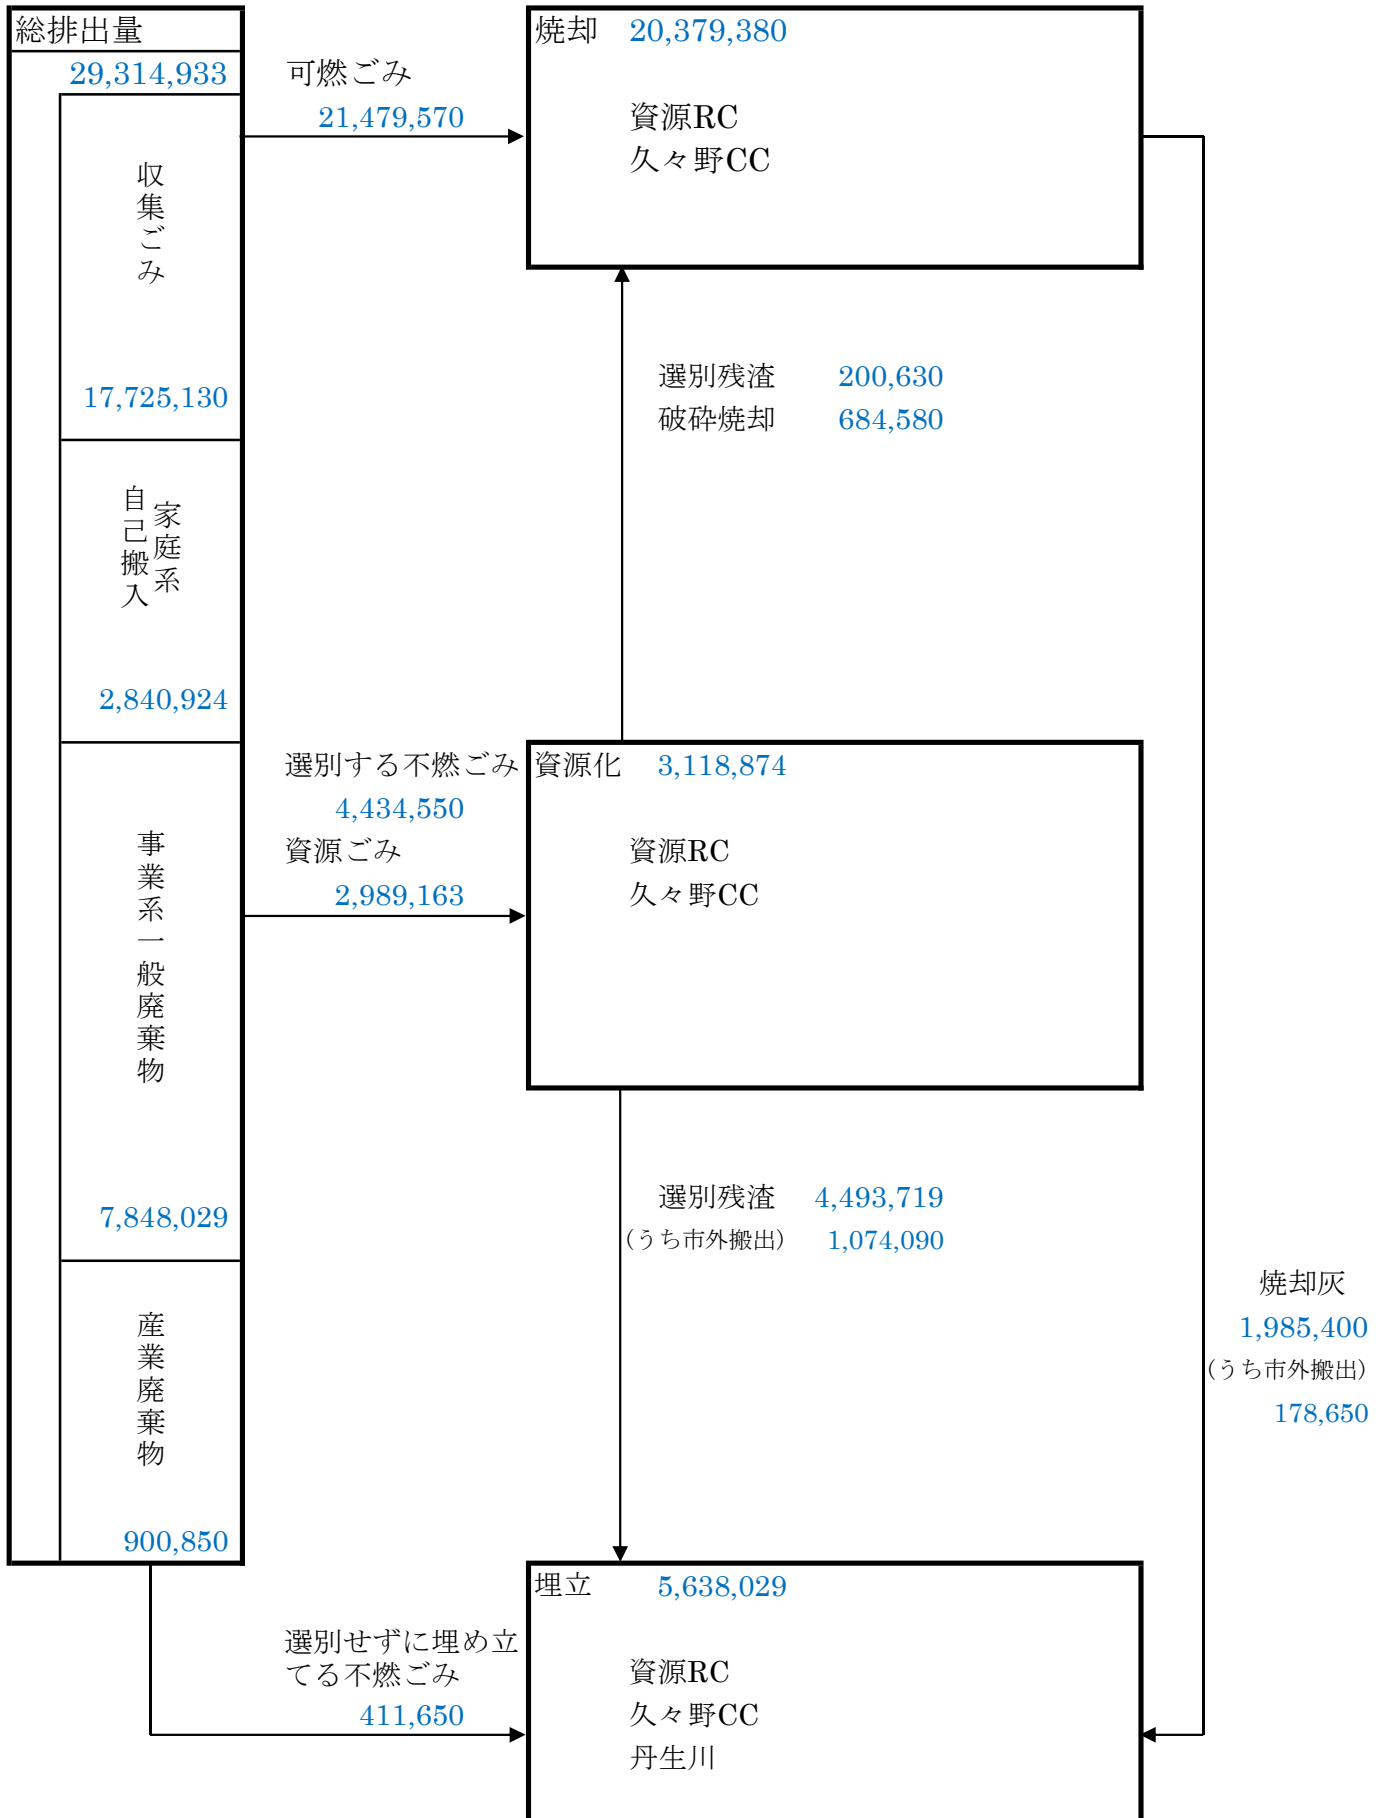 総排出量
29,314,933
収集ごみ
17,725,130
家庭系
自己搬入
2,840,924
事業系一般廃棄物
7,848,029
産業廃棄物
900,850
可燃ごみ
21,479,570
焼却 20,379,380
資源RC
久々野CC
選別残渣 200,630
破砕焼却 684,580
選別する不燃ごみ
4,434,550
資源ごみ
2,989,163
資源化 3,118,874
資源RC
久々野CC
選別残渣 4,493,719
(うち市外搬出) 1,074,090
焼却灰
1,985,400
(うち市外搬出)
178,650
選別せずに埋め立
てる不燃ごみ
411,650
埋立 5,638,029
資源RC
久々野CC
丹生川